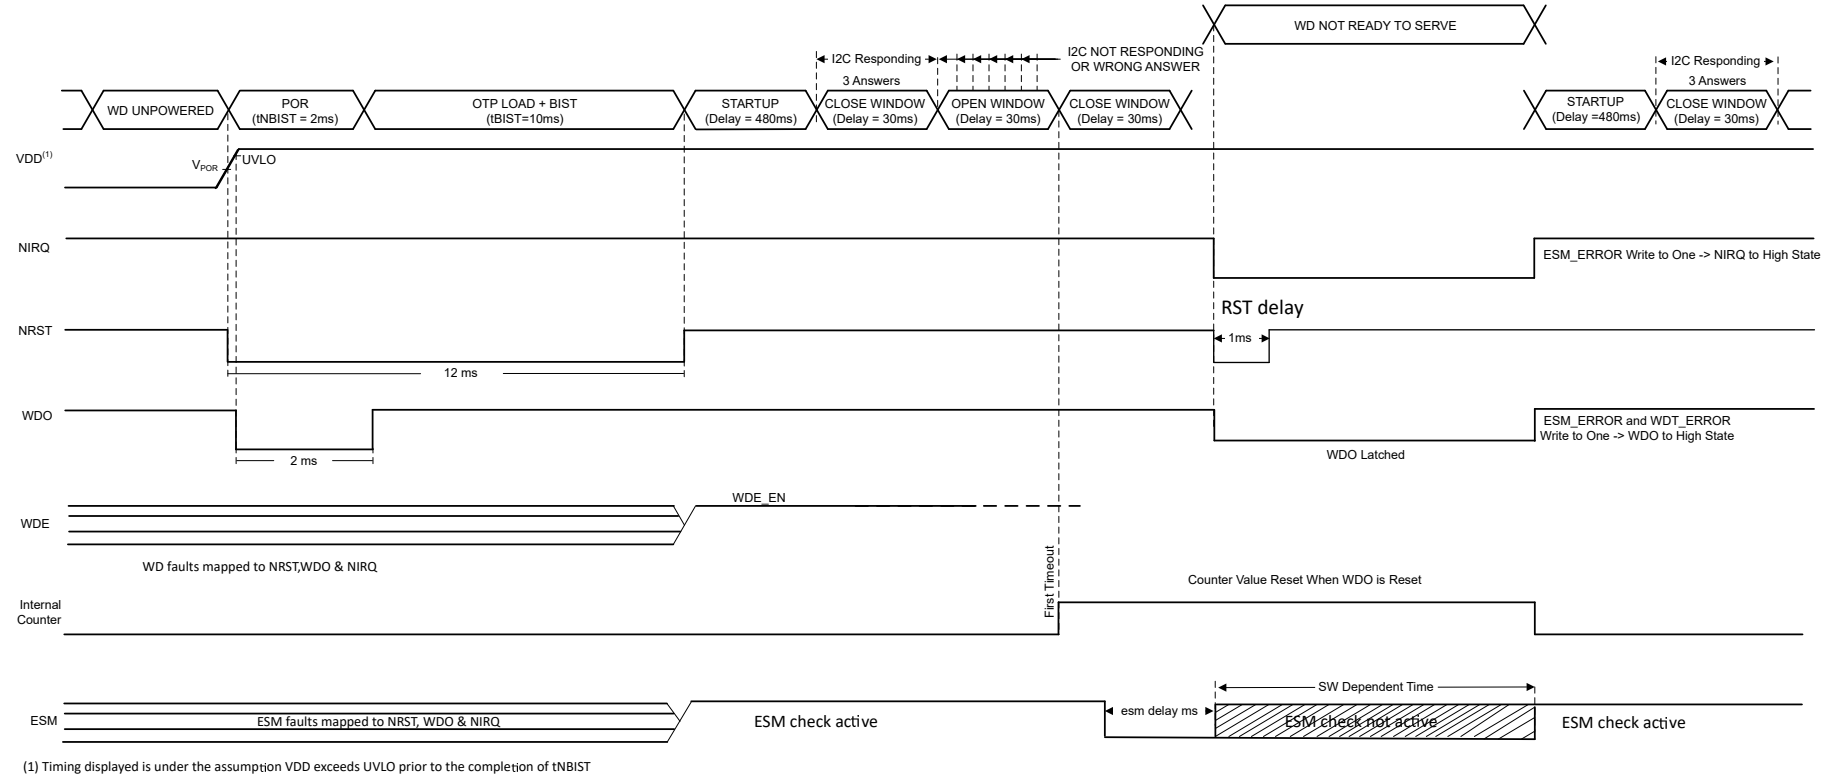 WD NOT READY TO SERVE
I2C Responding
3 Answers
I2C NOT RESPONDING
OR WRONG ANSWER
I2C Responding
3 Answers
WD UNPOWERED
POR
(tNBIST = 2ms)
OTP LOAD + BIST
(tBIST=10ms)
STARTUP
(Delay = 480ms)
CLOSE WINDOW
(Delay = 30ms)
OPEN WINDOW
(Delay = 30ms)
CLOSE WINDOW
(Delay = 30ms)
STARTUP
(Delay =480ms)
CLOSE WINDOW
(Delay = 30ms)
VDD(1)
VPOR
UVLO
NIRQ
ESM_ERROR Write to One -> NIRQ to High State
RST delay
NRST
1ms
12 ms
WDO
ESM_ERROR and WDT_ERROR
Write to One -> WDO to High State
2 ms
WDO Latched
WDE_EN
WDE
WD faults mapped to NRST,WDO & NIRQ
First Timeout
Counter Value Reset When WDO is Reset
Internal
Counter
SW Dependent Time
ESM
ESM faults mapped to NRST, WDO & NIRQ
ESM check active
esm delay ms
ESM check not active
ESM check active
(1) Timing displayed is under the assumption VDD exceeds UVLO prior to the completion of tNBIST